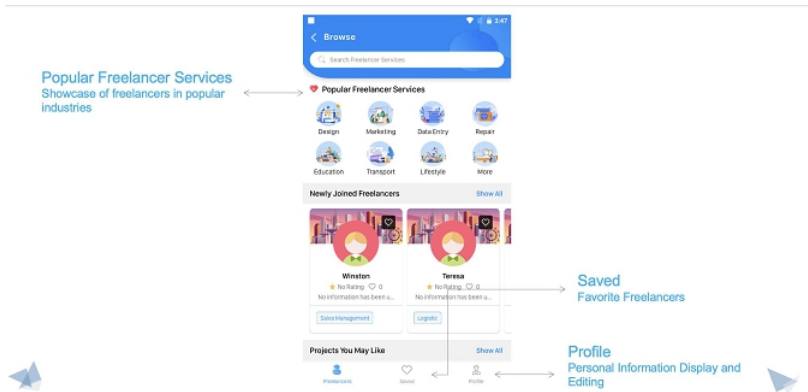 3:47
Browse
Search Freelancer Services
Popular Freelancer Services
Showcase of freelancers in popular
industries
Popular Freelancer Services
Design Marketing Data Entry Repair
Education Transport Lifestyle More
Newly Joined Freelancers Show All
Winston Teresa
No Rating 0 No Rating 0
No information has been u... No information has been u...
Sales Management Logistic
Saved
Favorite Freelancers
Projects You May Like Show All
Freelancers Saved Profile
Profile
Personal Information Display and
Editing